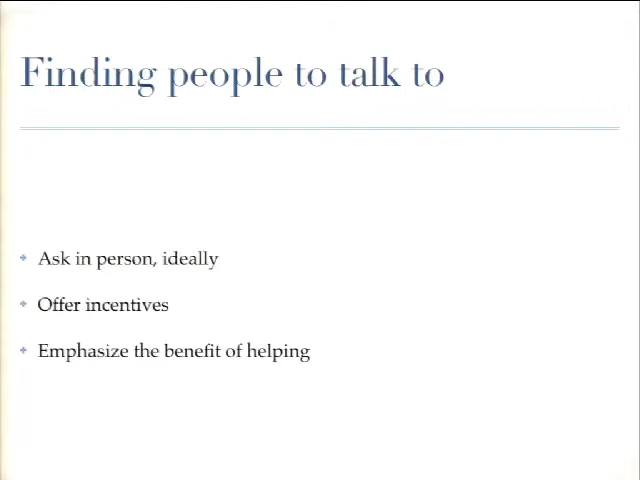 Finding people to talk to
Ask in person, ideally
Offer incentives
Emphasize the benefit of helping